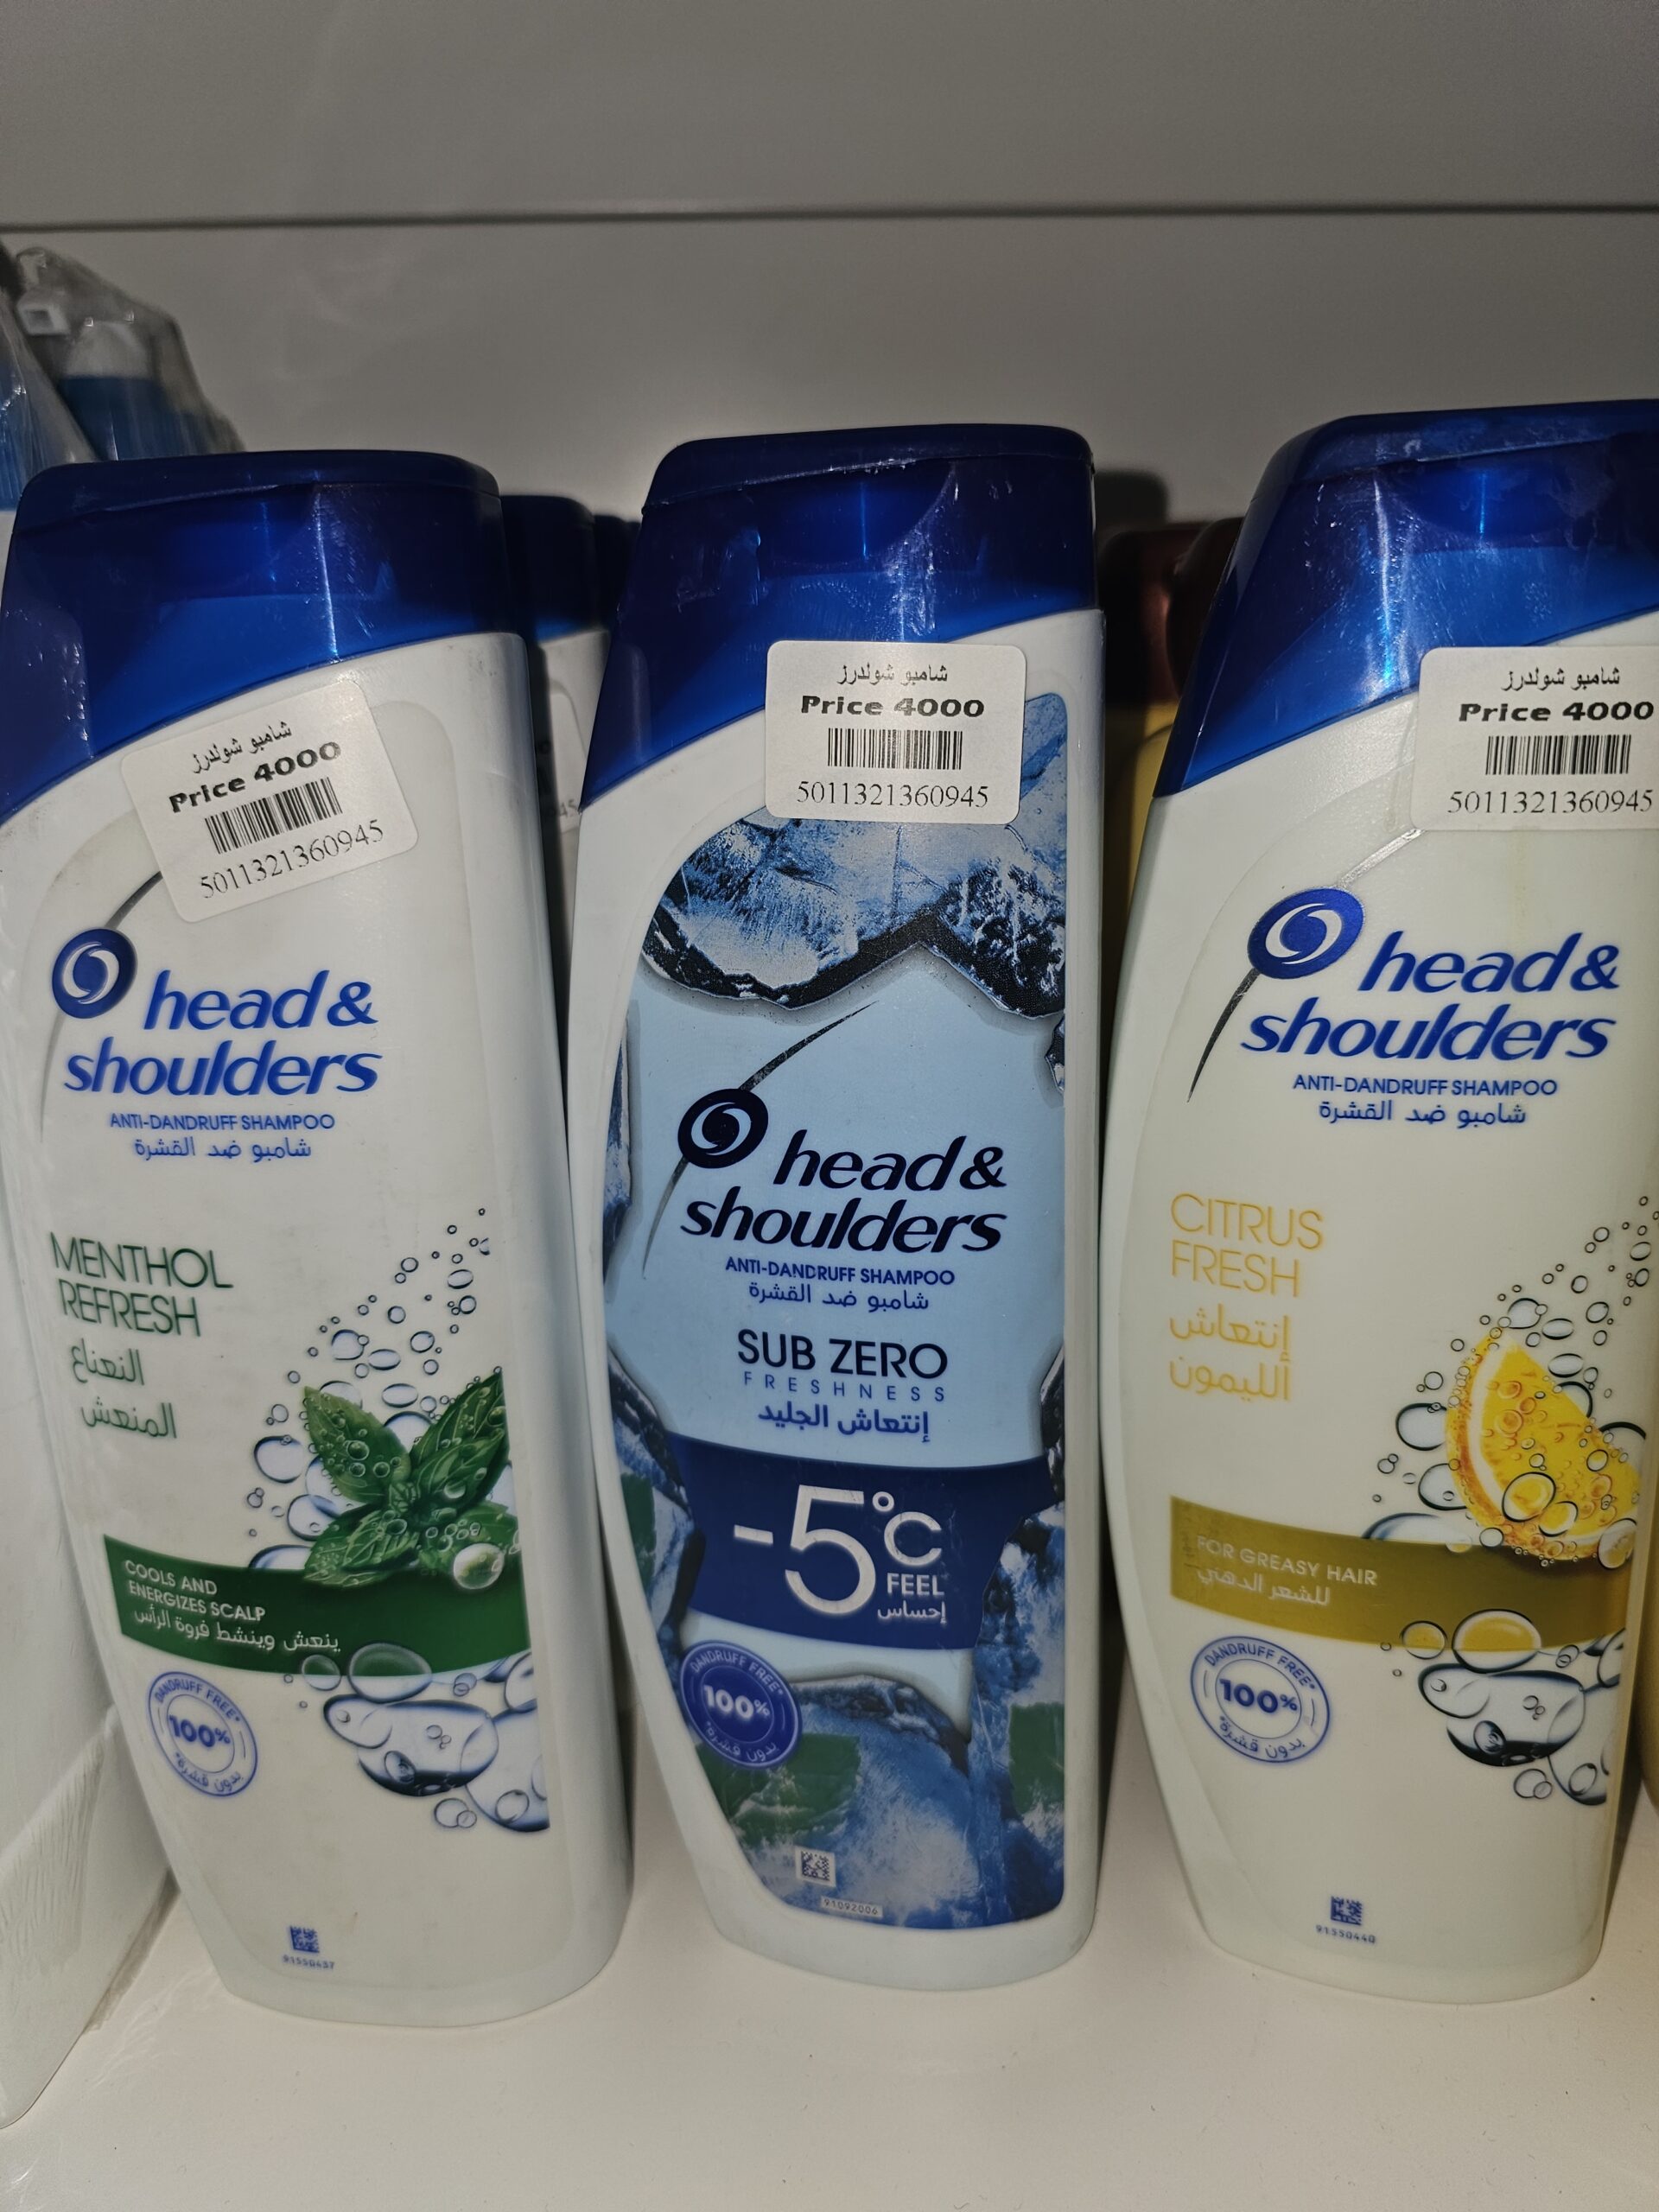 شامبو شولدرز
Price 4000
5011321360945
head &
shoulders
ANTI-DANDRUFF SHAMPOO
شامبو ضد القشرة
MENTHOL
REFRESH
النعناع
المنعش
COOLS AND
ENERGIZES SCALP
ينعش وينشط فروة الرأس
DANDRUFF FREE*
100%
بدون قشرة*
91550437
شامبو شولدرز
Price 4000
5011321360945
head &
shoulders
ANTI-DANDRUFF SHAMPOO
شامبو ضد القشرة
SUB ZERO
FRESHNESS
إنتعاش الجليد
-5°C
FEEL
إحساس
DANDRUFF FREE*
100%
بدون قشرة*
91092006
شامبو شولدرز
Price 4000
5011321360945
head &
shoulders
ANTI-DANDRUFF SHAMPOO
شامبو ضد القشرة
CITRUS
FRESH
إنتعاش
الليمون
FOR GREASY HAIR
للشعر الدهني
DANDRUFF FREE*
100%
بدون قشرة*
91550440